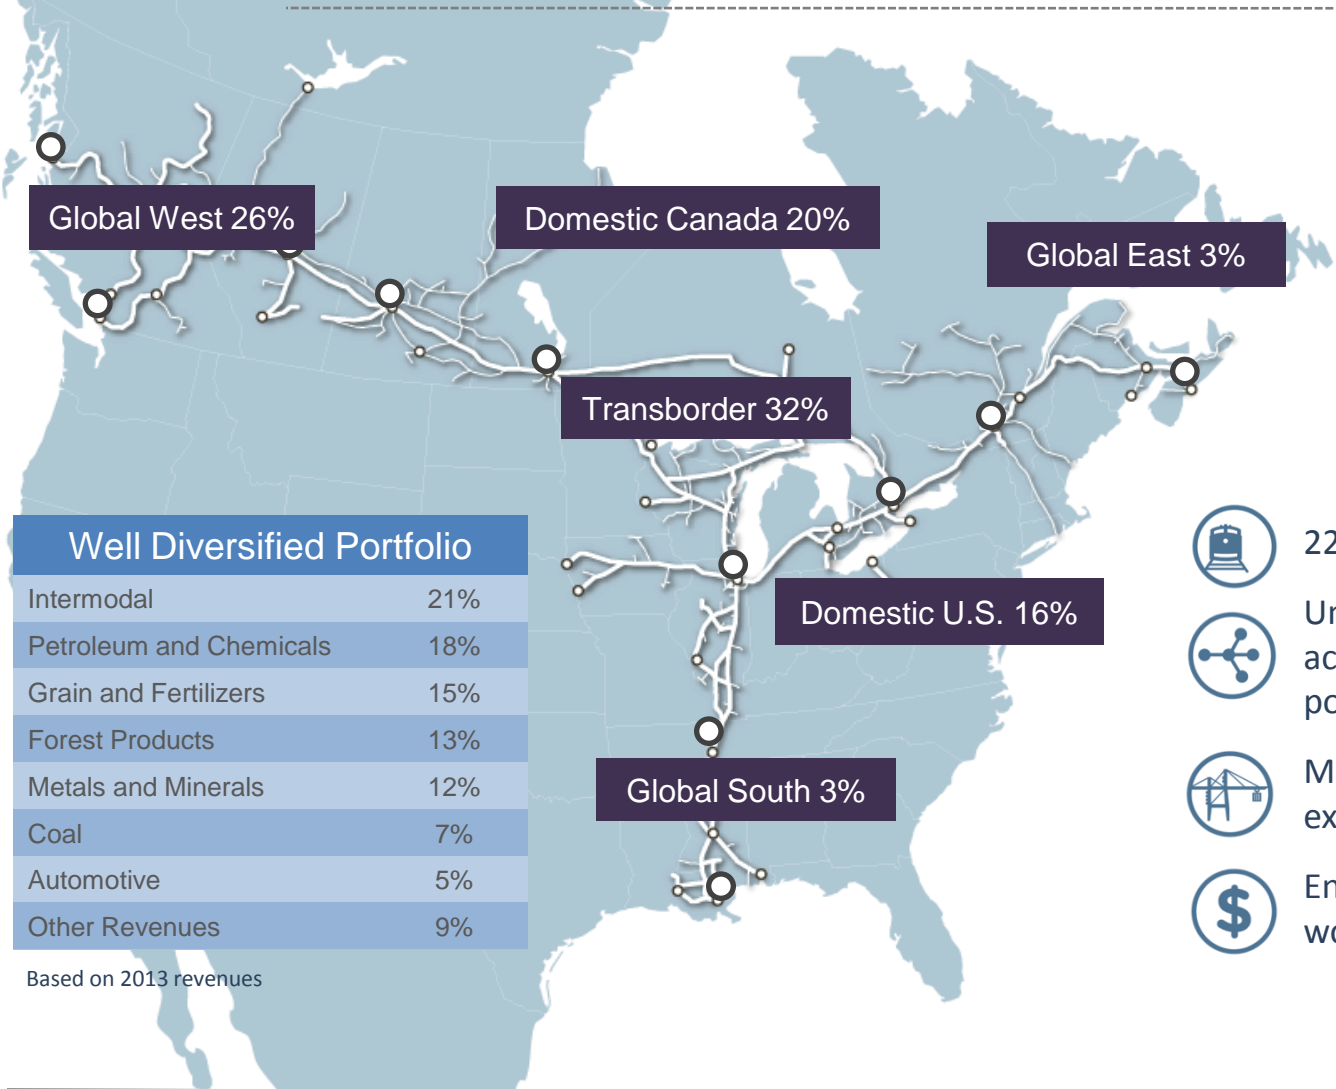 Global West 26%
Domestic Canada 20%
Global East 3%
Transborder 32%
Domestic U.S. 16%
Global South 3%
Well Diversified Portfolio
Intermodal 21%
Petroleum and Chemicals 18%
Grain and Fertilizers 15%
Forest Products 13%
Metals and Minerals 12%
Coal 7%
Automotive 5%
Other Revenues 9%
Based on 2013 revenues
22
$